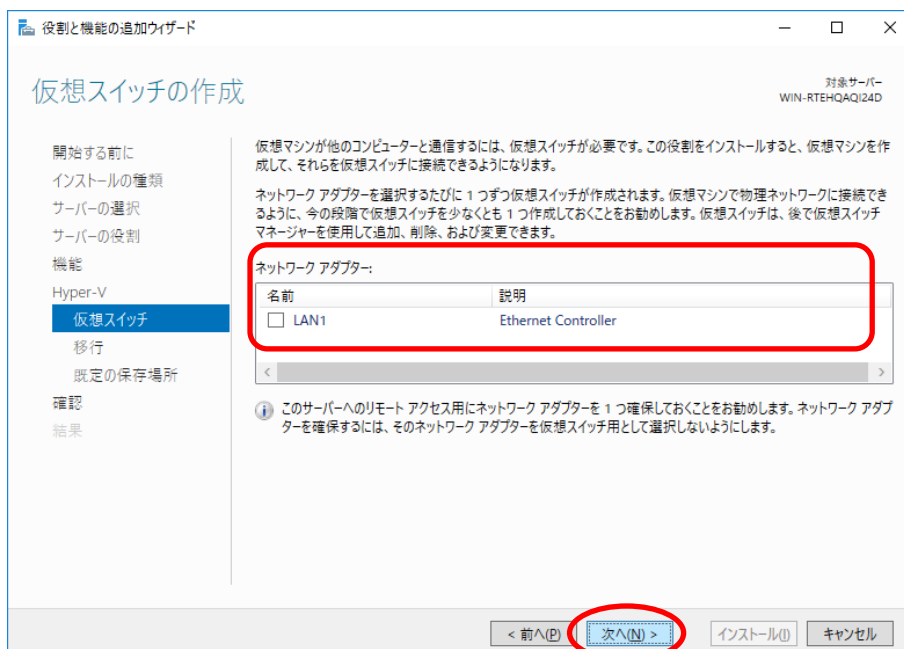 役割と機能の追加ウィザード
仮想スイッチの作成
対象サーバー
WIN-RTEHQAQI24D
開始する前に
インストールの種類
サーバーの選択
サーバーの役割
機能
Hyper-V
仮想スイッチ
移行
既定の保存場所
確認
結果
仮想マシンが他のコンピューターと通信するには、仮想スイッチが必要です。この役割をインストールすると、仮想マシンを作
成して、それらを仮想スイッチに接続できるようになります。
ネットワーク アダプターを選択するたびに 1 つずつ仮想スイッチが作成されます。仮想マシンで物理ネットワークに接続でき
るように、今の段階で仮想スイッチを少なくとも 1 つ作成しておくことをお勧めします。仮想スイッチは、後で仮想スイッチ
マネージャーを使用して追加、削除、および変更できます。
ネットワーク アダプター:
名前 説明
LAN1 Ethernet Controller
このサーバーへのリモート アクセス用にネットワーク アダプターを 1 つ確保しておくことをお勧めします。ネットワーク アダプ
ターを確保するには、そのネットワーク アダプターを仮想スイッチ用として選択しないようにします。
< 前へ(P) 次へ(N) > インストール(I) キャンセル